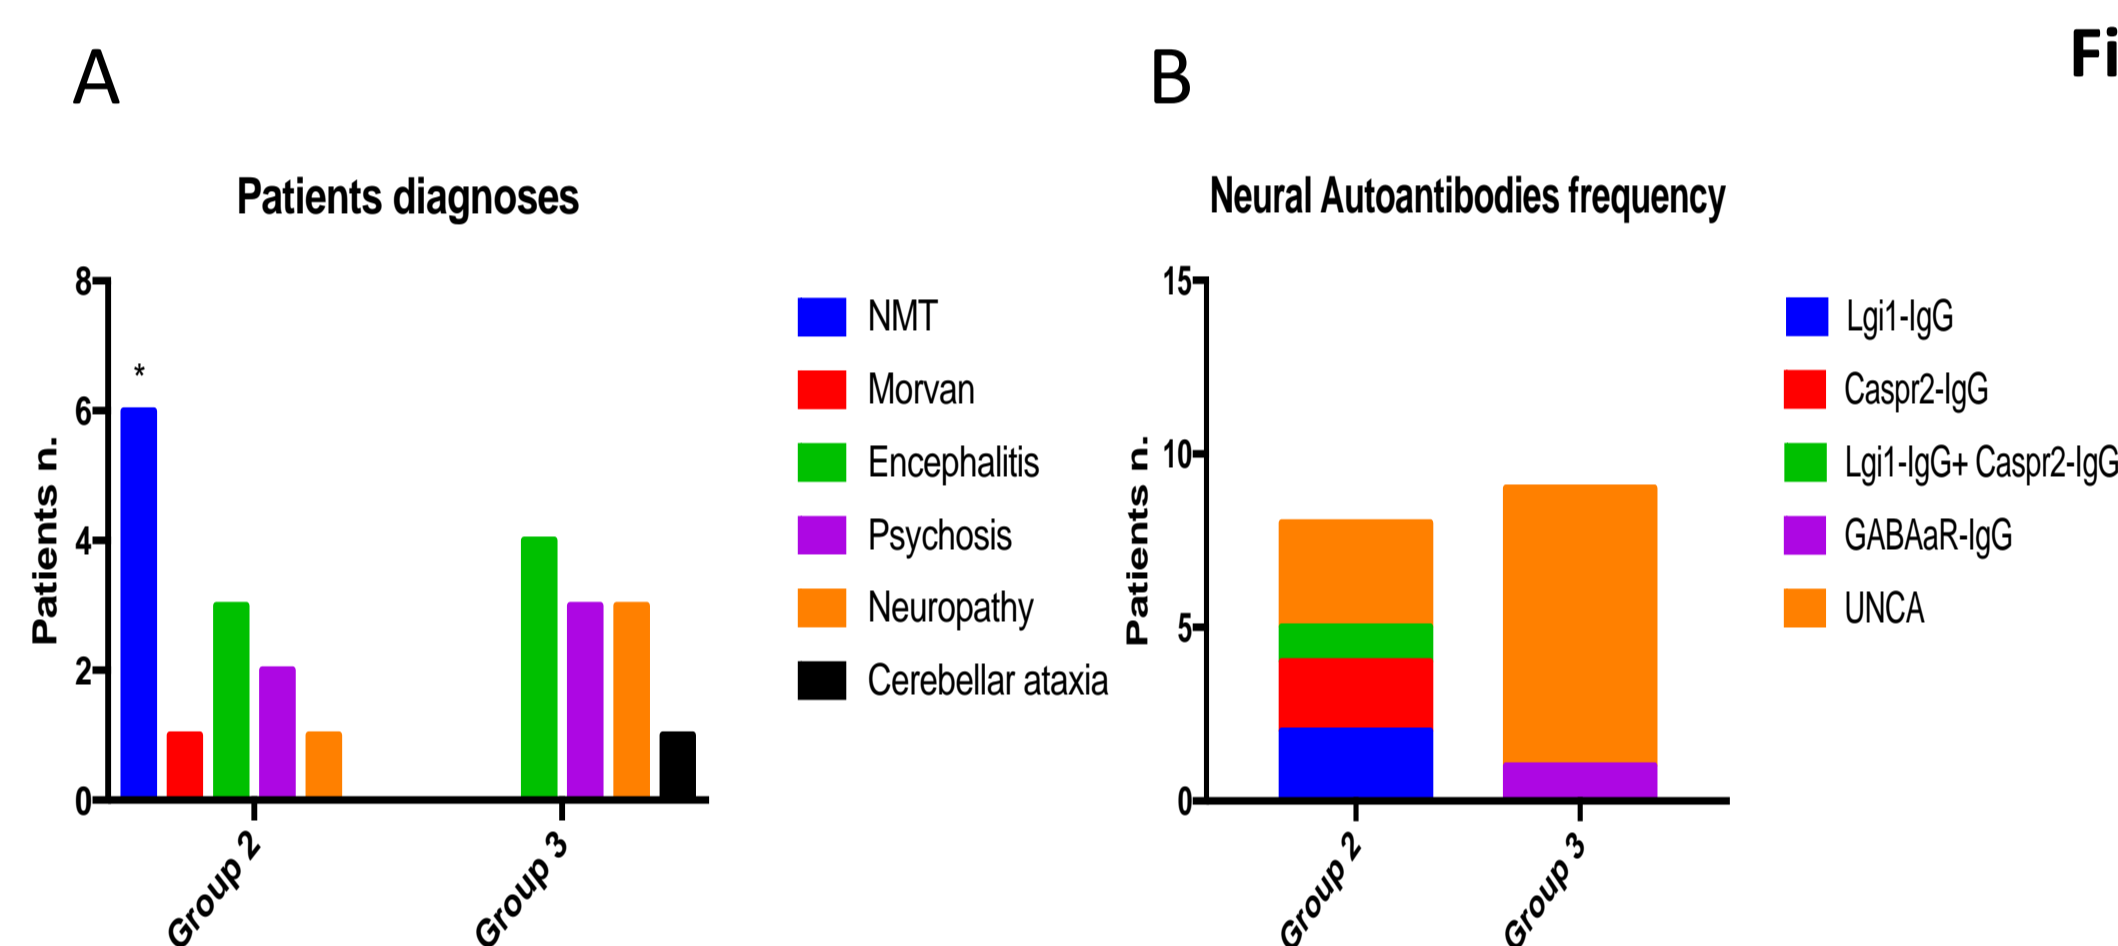 A
B
Fi
Patients diagnoses
Patients n.
8
6
4
2
0
*
Group 2
Group 3
NMT
Morvan
Encephalitis
Psychosis
Neuropathy
Cerebellar ataxia
Neural Autoantibodies frequency
Patients n.
15
10
5
0
Group 2
Group 3
Lgi1-IgG
Caspr2-IgG
Lgi1-IgG+ Caspr2-IgG
GABAaR-IgG
UNCA